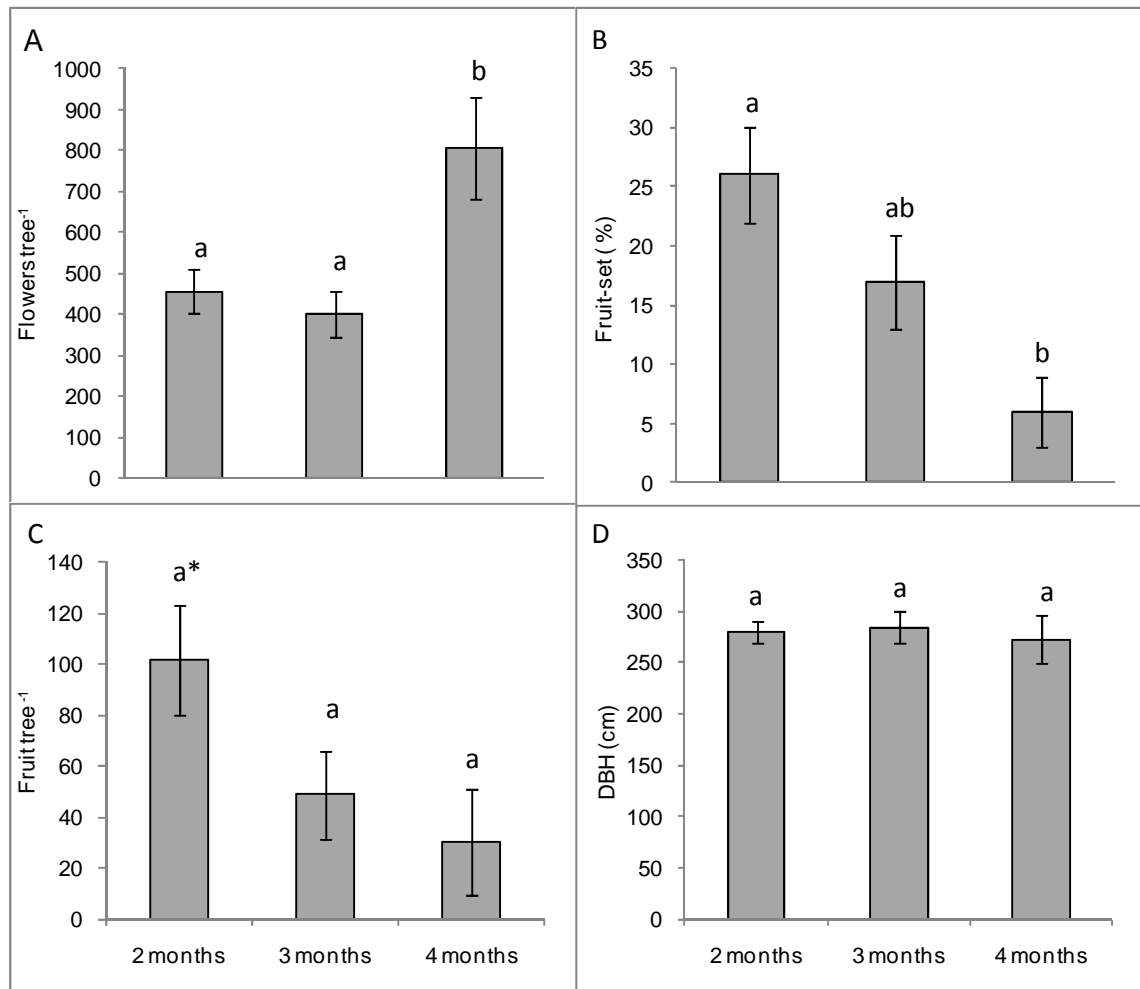 A
1000
900
800
700
600
500
400
300
200
100
0
Flowers tree⁻¹
a
a
b
B
35
30
25
20
15
10
5
0
Fruit-set ( %)
a
ab
b
C
140
120
100
80
60
40
20
0
Fruit tree⁻¹
a*
a
a
2 months 3 months 4 months
D
350
300
250
200
150
100
50
0
DBH (cm)
a
a
a
2 months 3 months 4 months